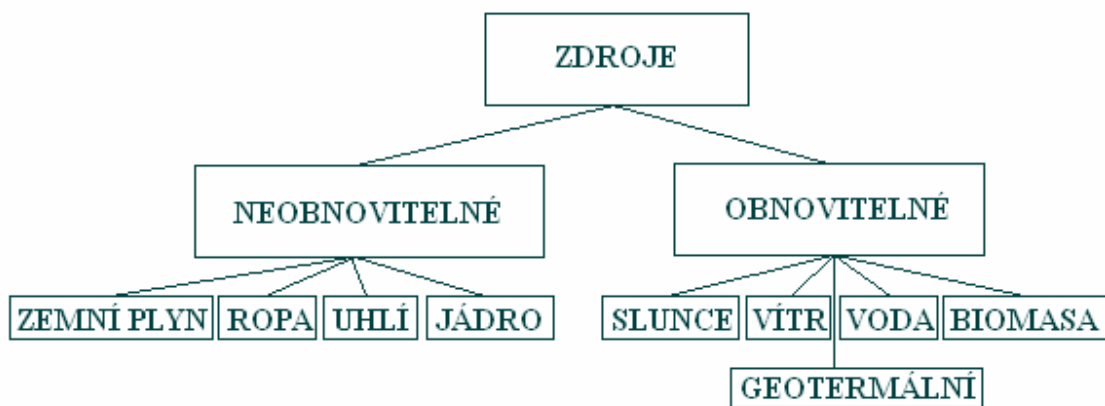 ZDROJE
NEOBNOVITELNÉ
OBNOVITELNÉ
ZEMNÍ PLYN
ROPA
UHLÍ
JÁDRO
SLUNCE
VÍTR
VODA
BIOMASA
GEOTERMÁLNÍ